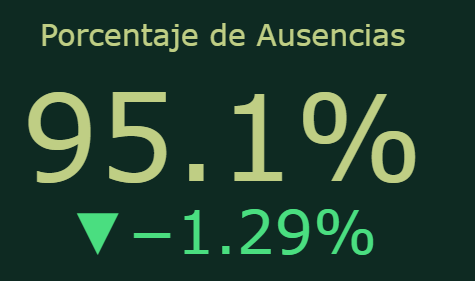 Porcentaje de Ausencias
95.1%
▼−1.29%